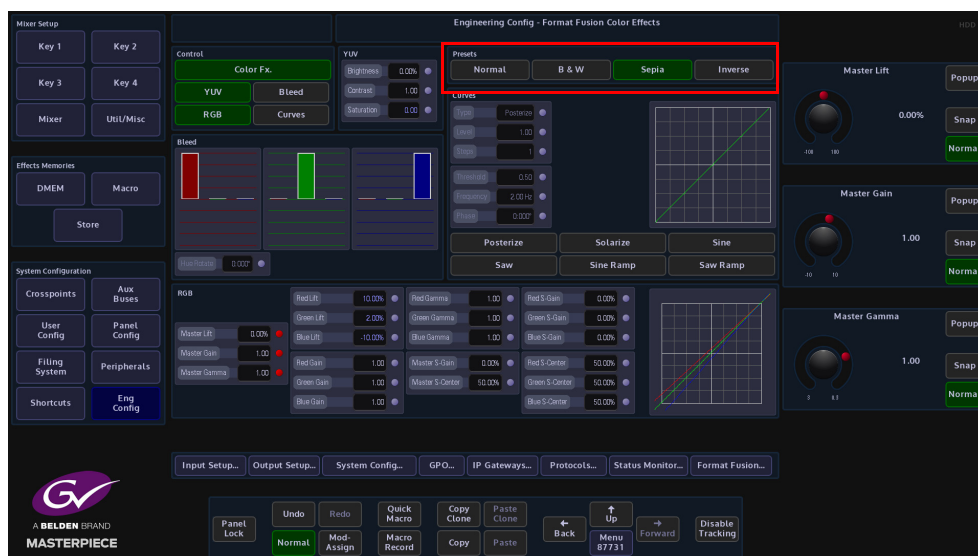 Mixer Setup
Key 1
Key 2
Key 3
Key 4
Mixer
Util/Misc
Effects Memories
DMEM
Macro
Store
System Configuration
Crosspoints
Aux
Buses
User
Config
Panel
Config
Filing
System
Peripherals
Shortcuts
Eng
Config
GV
A BELDEN BRAND
MASTERPIECE
Engineering Config - Format Fusion Color Effects
HDD
Control
Color Fx.
YUV
Bleed
RGB
Curves
YUV
Brightness 0.00%
Contrast 1.00
Saturation 0.00
Presets
Normal
B & W
Sepia
Inverse
Curves
Type Posterize
Level 1.00
Steps 1
Threshold 0.50
Frequency 2.00 Hz
Phase 0.000°
Posterize
Solarize
Sine
Saw
Sine Ramp
Saw Ramp
Bleed
Hue Rotate 0.000°
RGB
Master Lift 0.00%
Master Gain 1.00
Master Gamma 1.00
Red Lift 10.00%
Green Lift 2.00%
Blue Lift -10.00%
Red Gain 1.00
Green Gain 1.00
Blue Gain 1.00
Red Gamma 1.00
Green Gamma 1.00
Blue Gamma 1.00
Master S-Gain 0.00%
Master S-Center 50.00%
Red S-Gain 0.00%
Green S-Gain 0.00%
Blue S-Gain 0.00%
Red S-Center 50.00%
Green S-Center 50.00%
Blue S-Center 50.00%
Master Lift
0.00%
-100 100
Popup
Snap
Norma
Master Gain
1.00
-10 10
Popup
Snap
Norma
Master Gamma
1.00
8 0.3
Popup
Snap
Norma
Input Setup...
Output Setup...
System Config...
GPO...
IP Gateways...
Protocols...
Status Monitor...
Format Fusion...
Panel
Lock
Undo
Redo
Normal
Mod-
Assign
Quick
Macro
Macro
Record
Copy
Clone
Paste
Clone
Copy
Paste
Back
Up
Menu
87731
Forward
Disable
Tracking